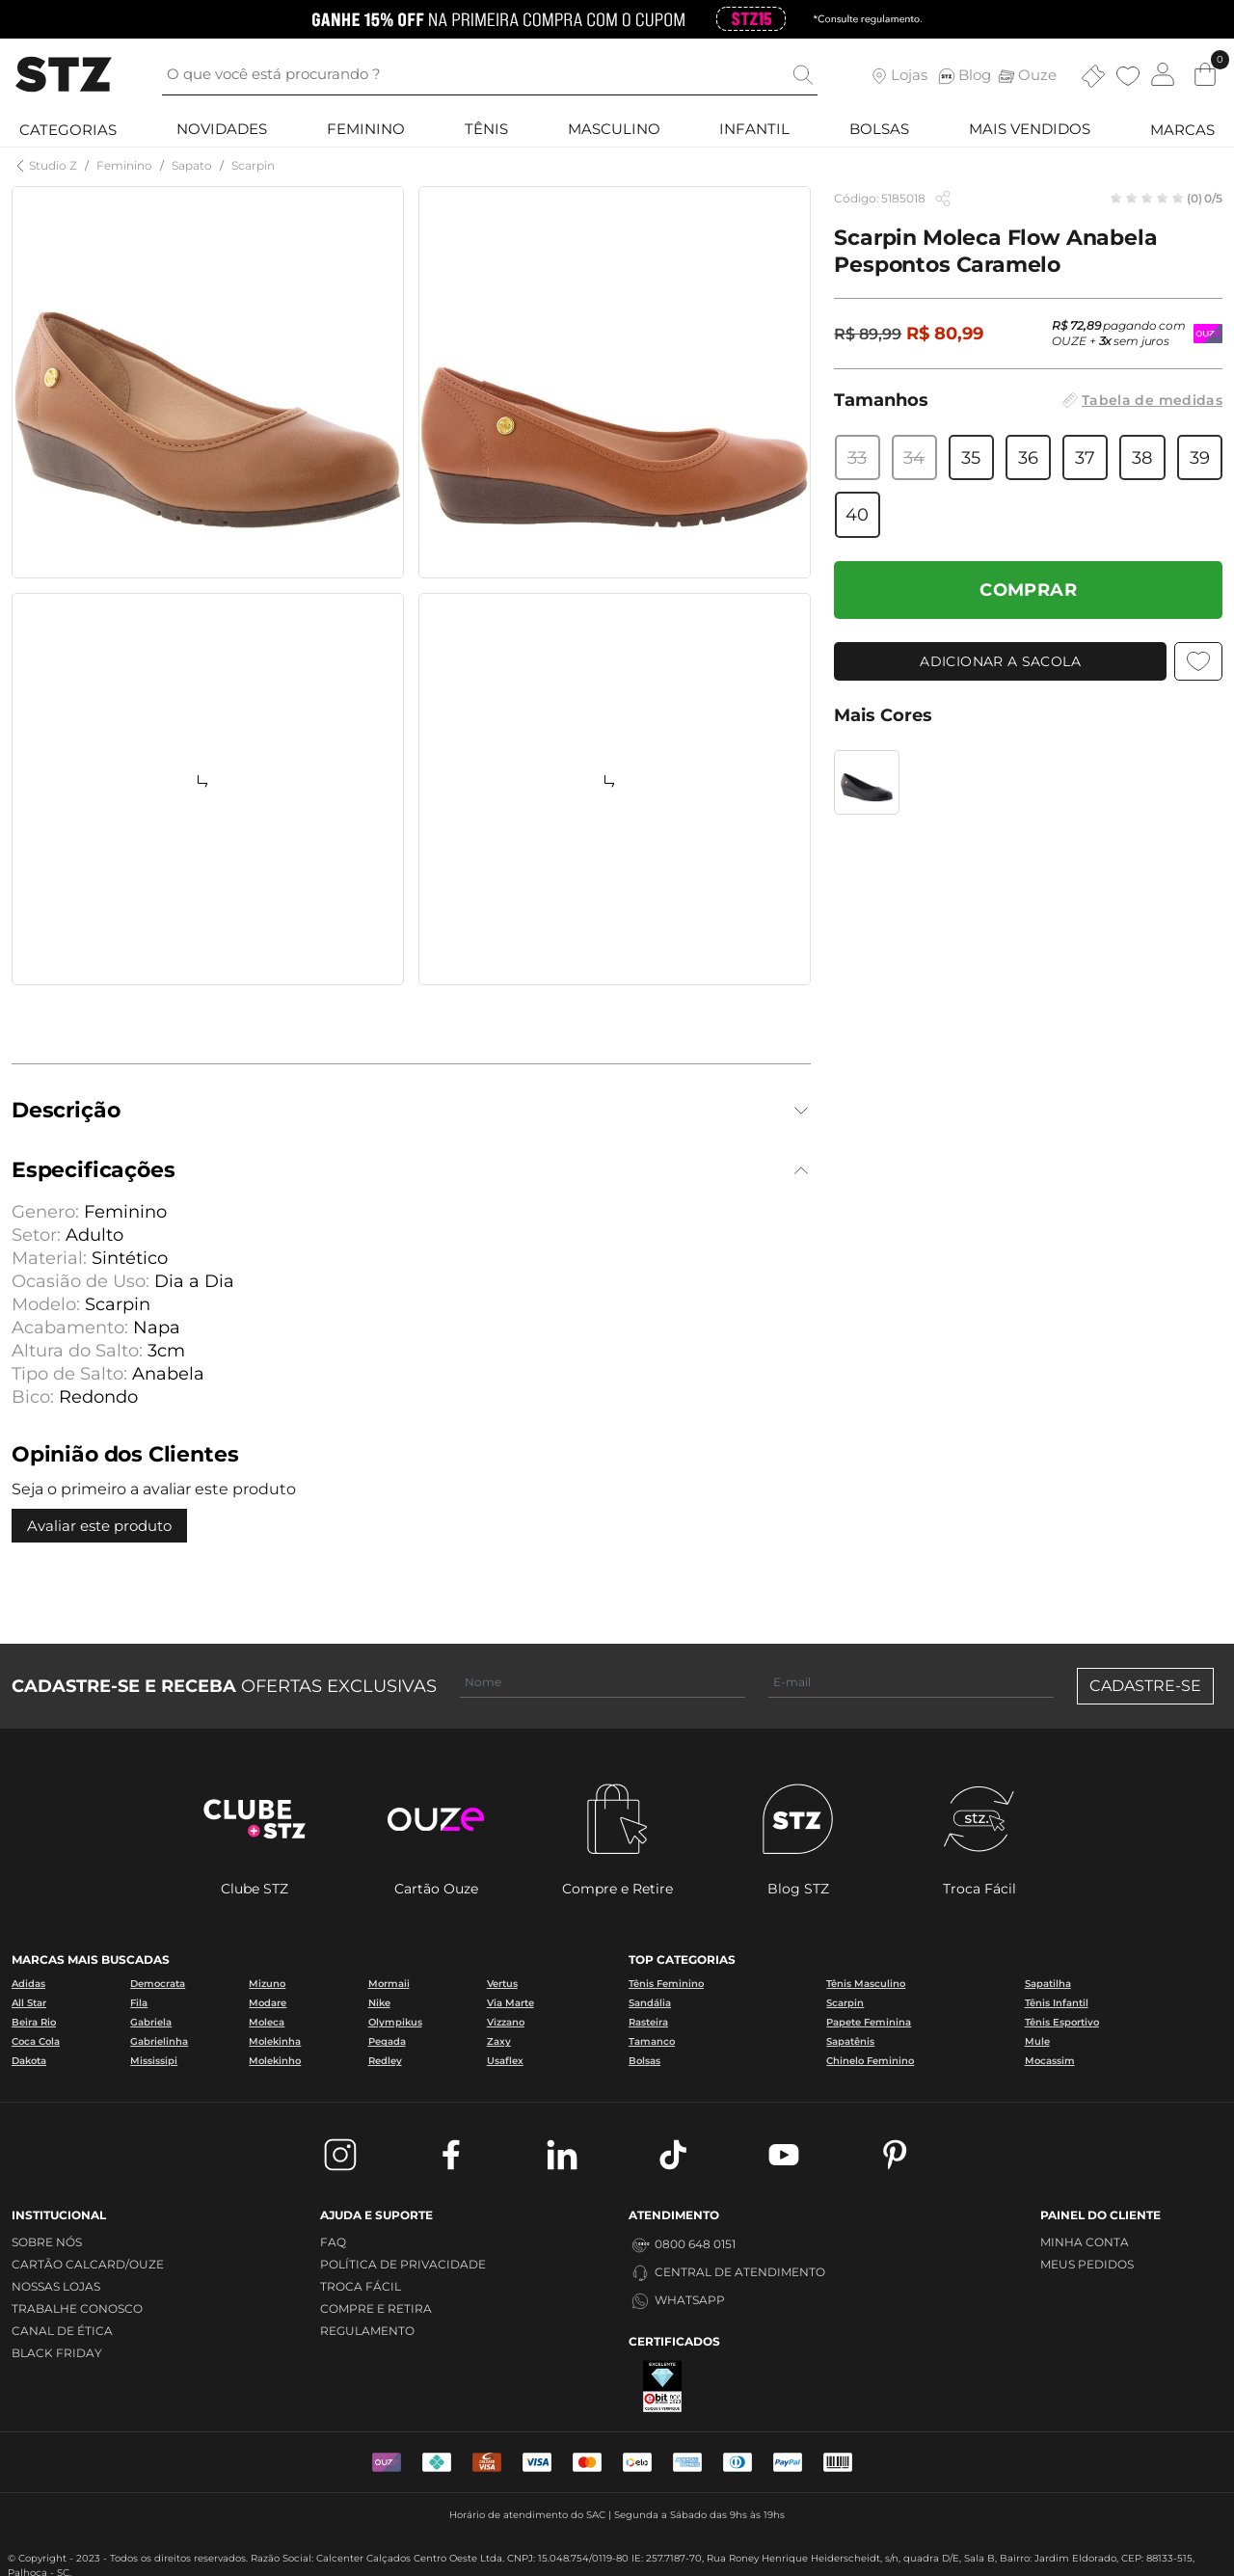 GANHE 15% OFF NA PRIMEIRA COMPRA COM O CUPOM STZ15 *Consulte regulamento.
STZ
O que você está procurando ?
Lojas
STZ
Blog
Ouze
0
CATEGORIAS NOVIDADES FEMININO TÊNIS MASCULINO INFANTIL BOLSAS MAIS VENDIDOS MARCAS
Studio Z / Feminino / Sapato / Scarpin
Código: 5185018
(0) 0/5
Scarpin Moleca Flow Anabela
Pespontos Caramelo
R$ 89,99 R$ 80,99
R$ 72,89 pagando com
OUZE + 3x sem juros
OUZ
Tamanhos
Tabela de medidas
33 34 35 36 37 38 39
40
COMPRAR
ADICIONAR A SACOLA
Mais Cores
Descrição
Especificações
Genero: Feminino
Setor: Adulto
Material: Sintético
Ocasião de Uso: Dia a Dia
Modelo: Scarpin
Acabamento: Napa
Altura do Salto: 3cm
Tipo de Salto: Anabela
Bico: Redondo
Opinião dos Clientes
Seja o primeiro a avaliar este produto
Avaliar este produto
CADASTRE-SE E RECEBA OFERTAS EXCLUSIVAS
Nome
E-mail
CADASTRE-SE
CLUBE
+STZ
ouze
STZ
stz.
Clube STZ
Cartão Ouze
Compre e Retire
Blog STZ
Troca Fácil
MARCAS MAIS BUSCADAS
Adidas Democrata Mizuno Mormaii Vertus
All Star Fila Modare Nike Via Marte
Beira Rio Gabriela Moleca Olympikus Vizzano
Coca Cola Gabrielinha Molekinha Pegada Zaxy
Dakota Mississipi Molekinho Redley Usaflex
TOP CATEGORIAS
Tênis Feminino Tênis Masculino Sapatilha
Sandália Scarpin Tênis Infantil
Rasteira Papete Feminina Tênis Esportivo
Tamanco Sapatênis Mule
Bolsas Chinelo Feminino Mocassim
INSTITUCIONAL
SOBRE NÓS
CARTÃO CALCARD/OUZE
NOSSAS LOJAS
TRABALHE CONOSCO
CANAL DE ÉTICA
BLACK FRIDAY
AJUDA E SUPORTE
FAQ
POLÍTICA DE PRIVACIDADE
TROCA FÁCIL
COMPRE E RETIRA
REGULAMENTO
ATENDIMENTO
0800 648 0151
CENTRAL DE ATENDIMENTO
WHATSAPP
CERTIFICADOS
EXCELENTE
ebit
CLIQUE E VERIFIQUE
PAINEL DO CLIENTE
MINHA CONTA
MEUS PEDIDOS
OUZ
VISA
VISA
elo
PayPal
Horário de atendimento do SAC | Segunda a Sábado das 9hs às 19hs
© Copyright - 2023 - Todos os direitos reservados. Razão Social: Calcenter Calçados Centro Oeste Ltda. CNPJ: 15.048.754/0119-80 IE: 257.7187-70, Rua Roney Henrique Heiderscheidt, s/n, quadra D/E, Sala B, Bairro: Jardim Eldorado, CEP: 88133-515,
Palhoça - SC.